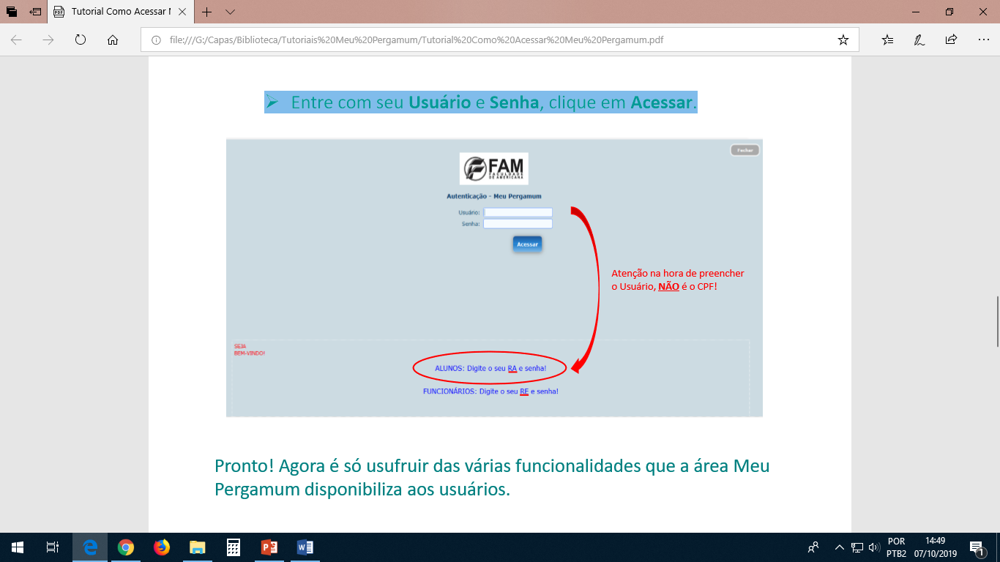 Tutorial Como Acessar M
file:///G:/Capas/Biblioteca/Tutoriais%20Meu%20Pergamum/Tutorial%20Como%20Acessar%20Meu%20Pergamum.pdf
➢ Entre com seu Usuário e Senha, clique em Acessar.
Fechar
FAM
FACULDADE
DE AMERICANA
Autenticação - Meu Pergamum
Usuário:
Senha:
Acessar
Atenção na hora de preencher
o Usuário, NÃO é o CPF!
SEJA
BEM-VINDO!
ALUNOS: Digite o seu RA e senha!
FUNCIONÁRIOS: Digite o seu RE e senha!
Pronto! Agora é só usufruir das várias funcionalidades que a área Meu
Pergamum disponibiliza aos usuários.
POR
PTB2
14:49
07/10/2019
1